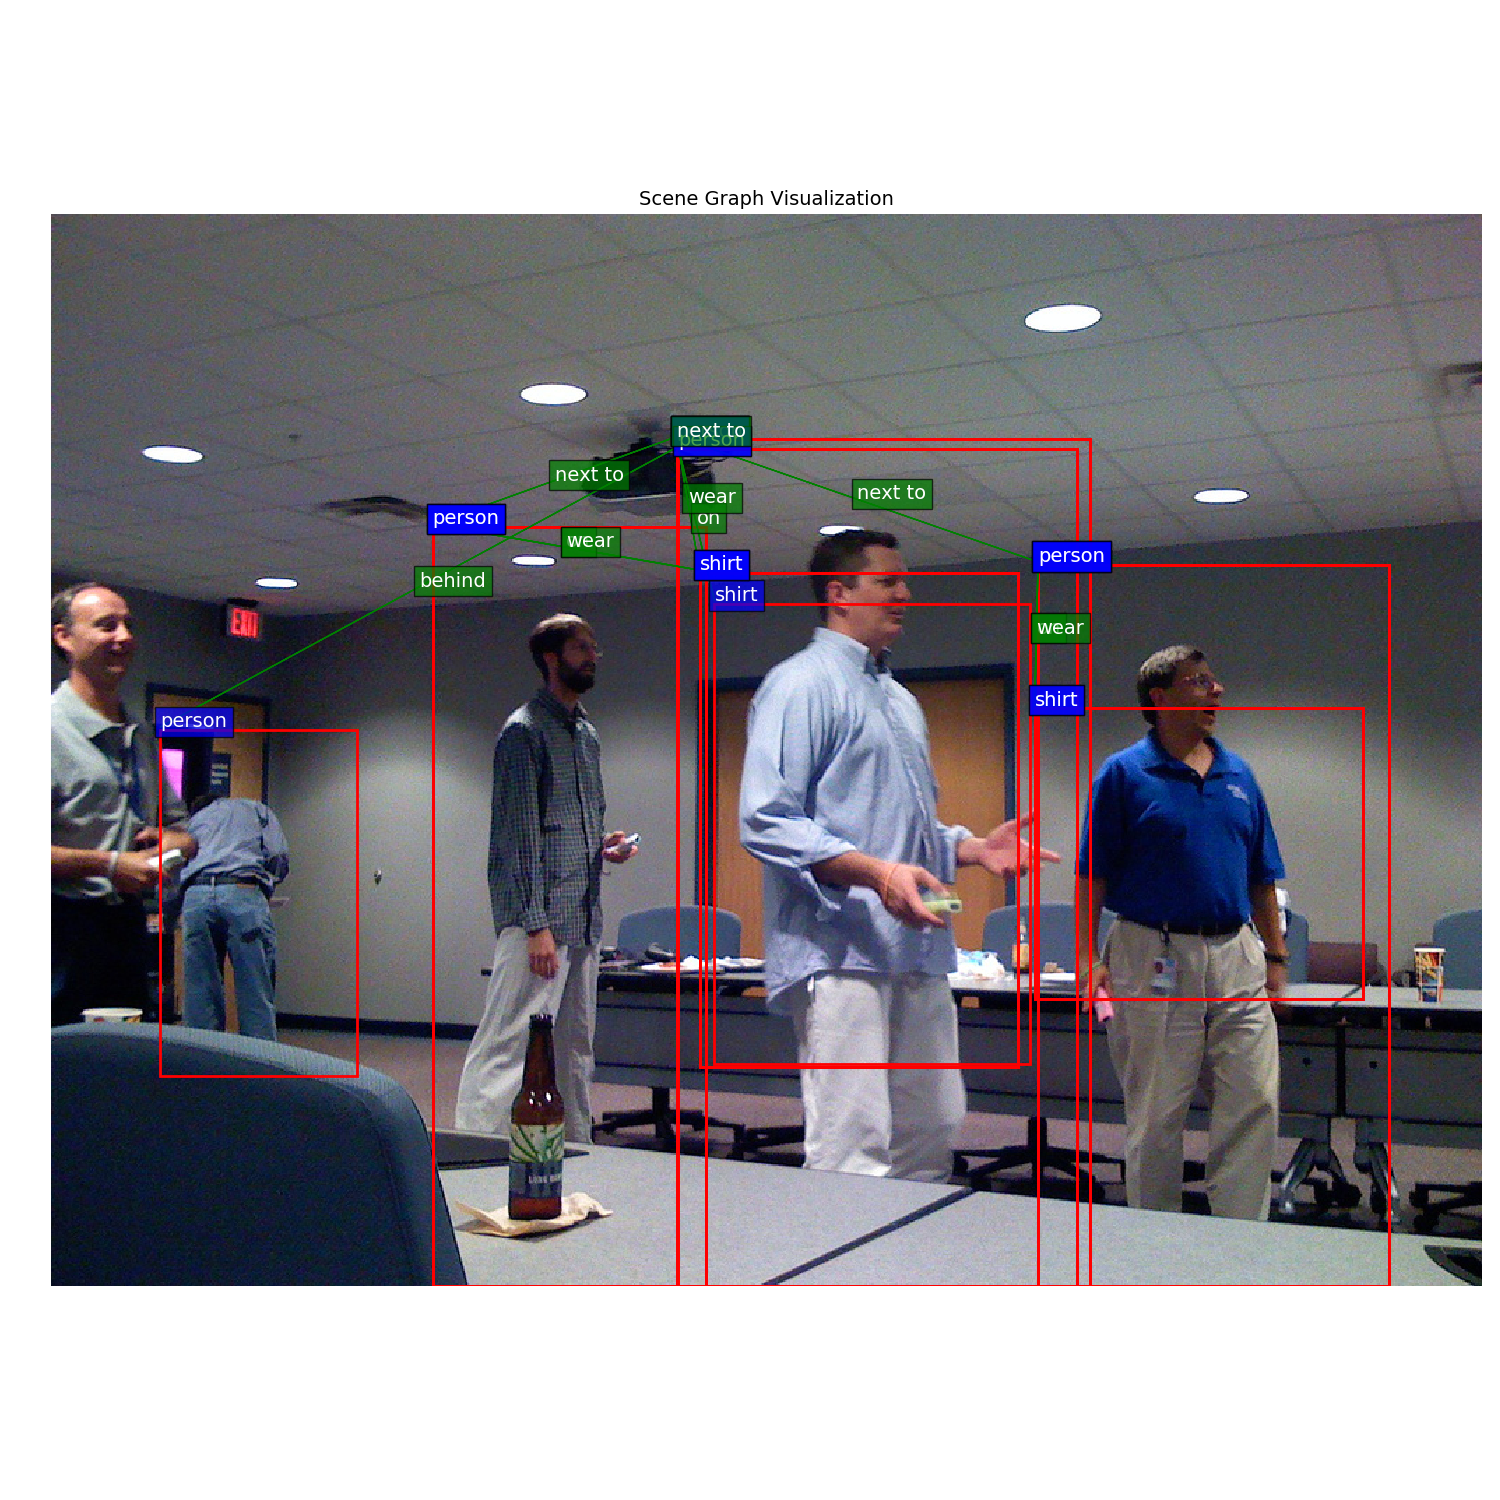 Scene Graph Visualization
next to
person
next to
wear
next to
person
on
wear
behind
person
shirt
shirt
wear
shirt
person
EXIT